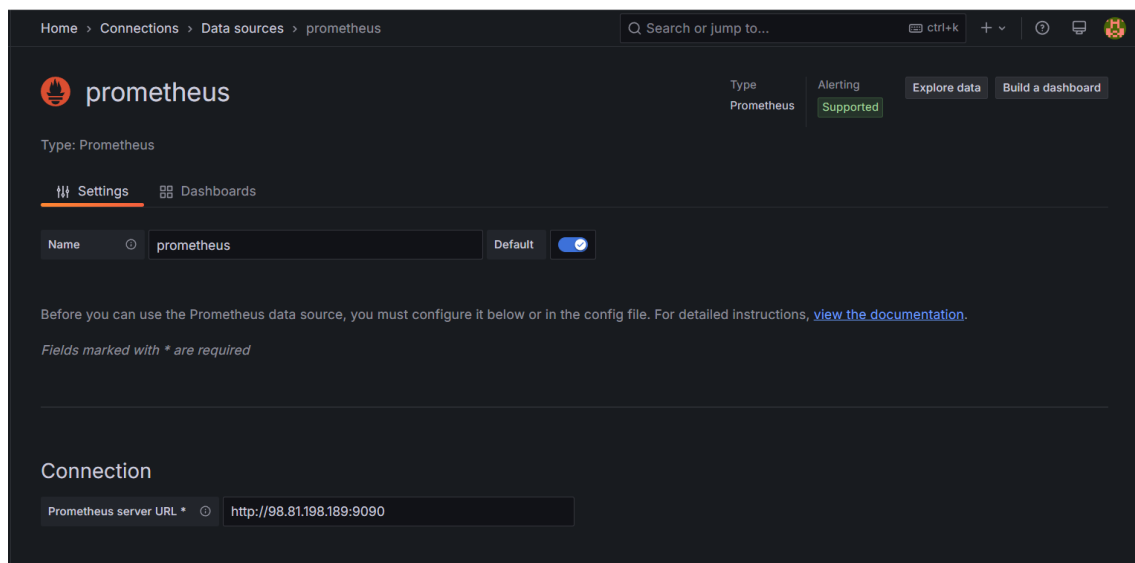 Home › Connections › Data sources › prometheus
Search or jump to...
ctrl+k
prometheus
Type
Prometheus
Alerting
Supported
Explore data
Build a dashboard
Type: Prometheus
Settings
Dashboards
Name
prometheus
Default
Before you can use the Prometheus data source, you must configure it below or in the config file. For detailed instructions, view the documentation.
Fields marked with * are required
Connection
Prometheus server URL *
http://98.81.198.189:9090